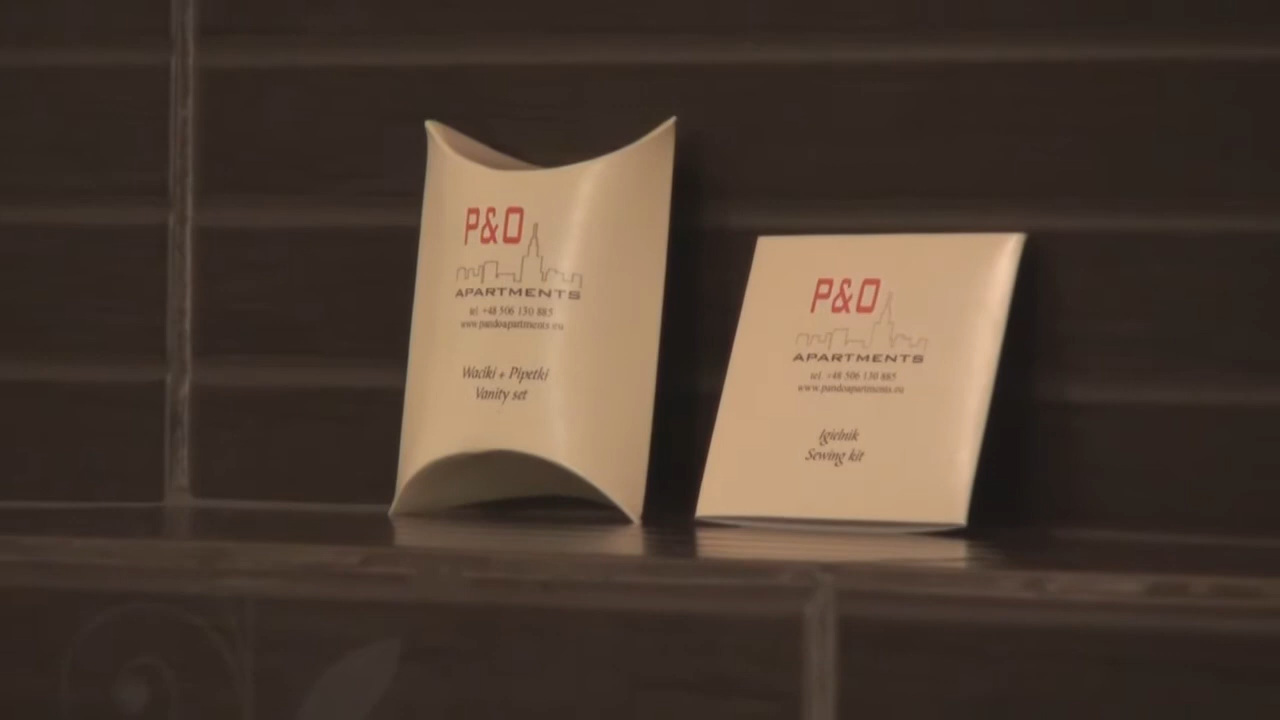 P&O
APARTMENTS
tel. +48 506 130 885
www.pandoapartments.eu
Waciki + Pipetki
Vanity set
P&O
APARTMENTS
tel. +48 506 130 885
www.pandoapartments.eu
Igielnik
Sewing kit